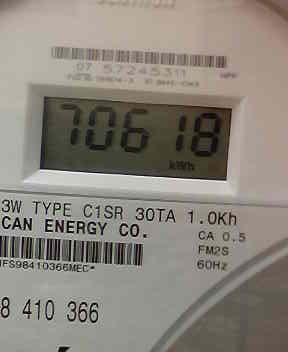 07 57245311
70618
kWh
3W TYPE C1SR 30TA 1.0Kh
CAN ENERGY CO.
CA 0.5
FM2S
60Hz
IFS98410366MEC*
8 410 366